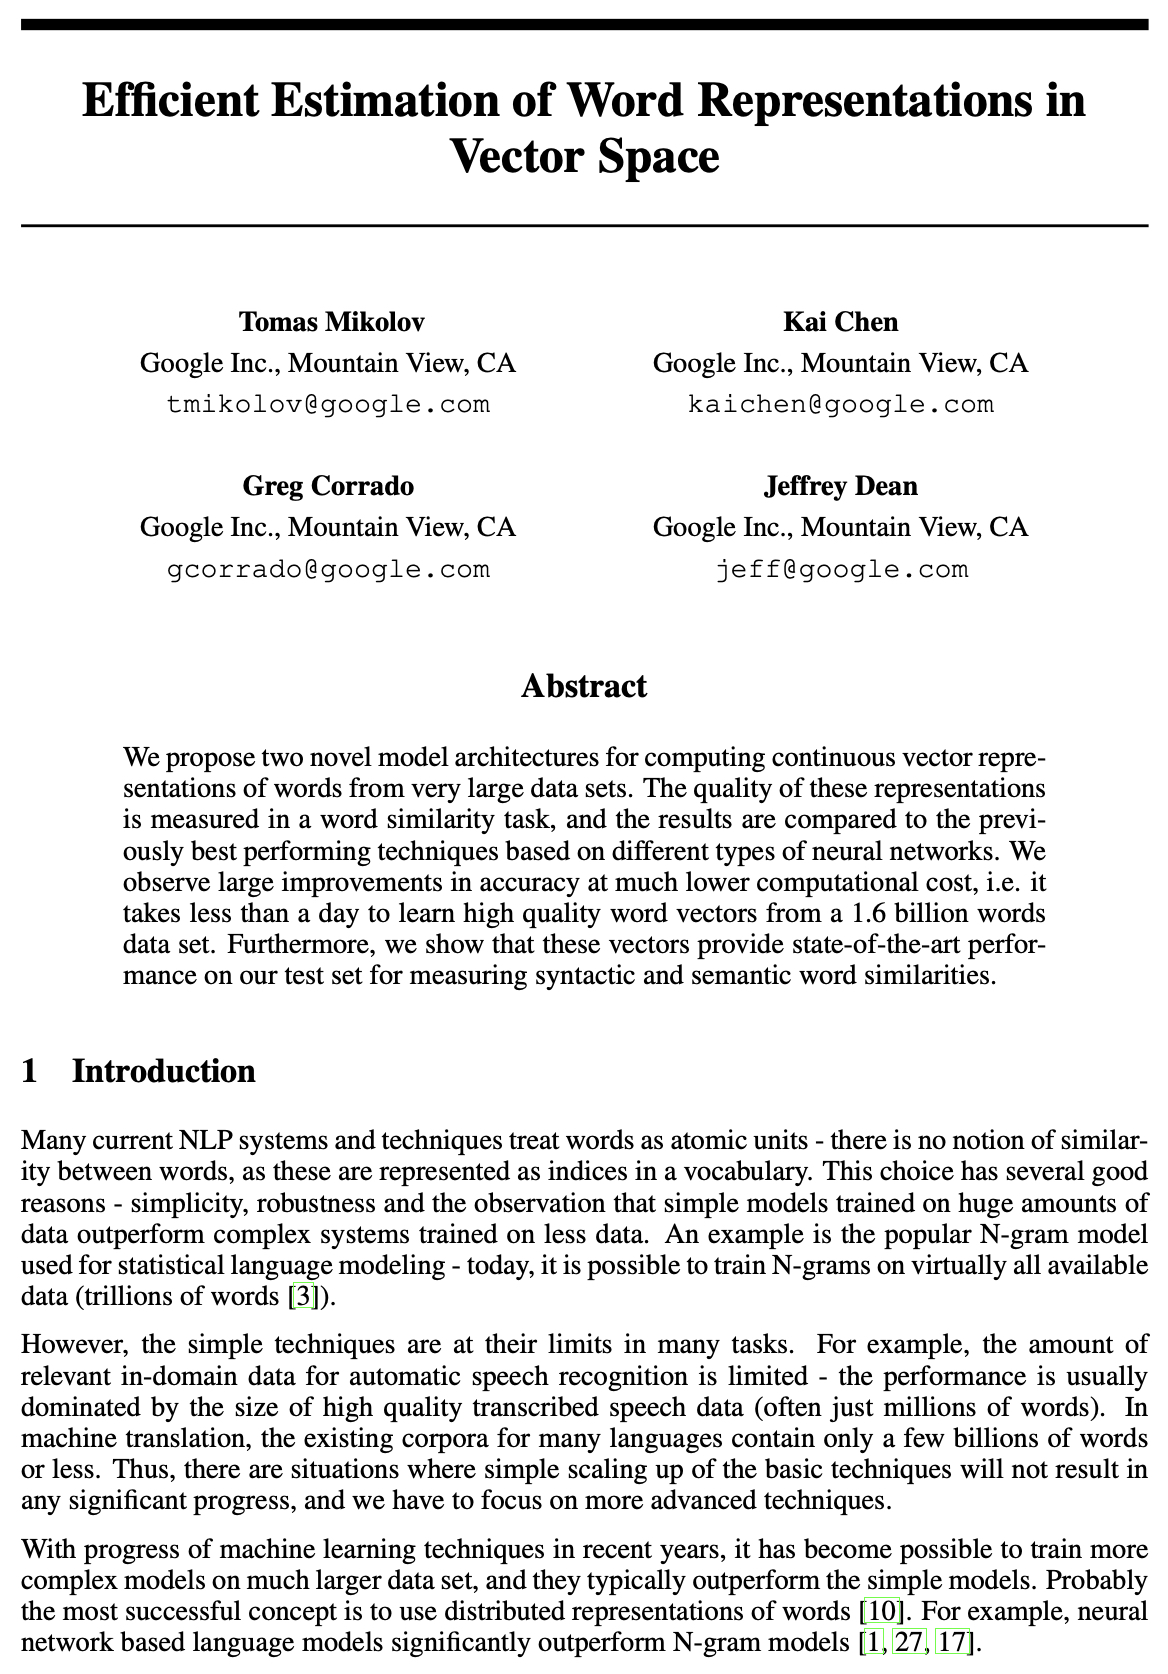 Efficient Estimation of Word Representations in
Vector Space
Tomas Mikolov
Google Inc., Mountain View, CA
tmikolov@google.com
Kai Chen
Google Inc., Mountain View, CA
kaichen@google.com
Greg Corrado
Google Inc., Mountain View, CA
gcorrado@google.com
Jeffrey Dean
Google Inc., Mountain View, CA
jeff@google.com
Abstract
We propose two novel model architectures for computing continuous vector repre-
sentations of words from very large data sets. The quality of these representations
is measured in a word similarity task, and the results are compared to the previ-
ously best performing techniques based on different types of neural networks. We
observe large improvements in accuracy at much lower computational cost, i.e. it
takes less than a day to learn high quality word vectors from a 1.6 billion words
data set. Furthermore, we show that these vectors provide state-of-the-art perfor-
mance on our test set for measuring syntactic and semantic word similarities.
1 Introduction
Many current NLP systems and techniques treat words as atomic units - there is no notion of similar-
ity between words, as these are represented as indices in a vocabulary. This choice has several good
reasons - simplicity, robustness and the observation that simple models trained on huge amounts of
data outperform complex systems trained on less data. An example is the popular N-gram model
used for statistical language modeling - today, it is possible to train N-grams on virtually all available
data (trillions of words [3]).
However, the simple techniques are at their limits in many tasks. For example, the amount of
relevant in-domain data for automatic speech recognition is limited - the performance is usually
dominated by the size of high quality transcribed speech data (often just millions of words). In
machine translation, the existing corpora for many languages contain only a few billions of words
or less. Thus, there are situations where simple scaling up of the basic techniques will not result in
any significant progress, and we have to focus on more advanced techniques.
With progress of machine learning techniques in recent years, it has become possible to train more
complex models on much larger data set, and they typically outperform the simple models. Probably
the most successful concept is to use distributed representations of words [10]. For example, neural
network based language models significantly outperform N-gram models [1, 27, 17].